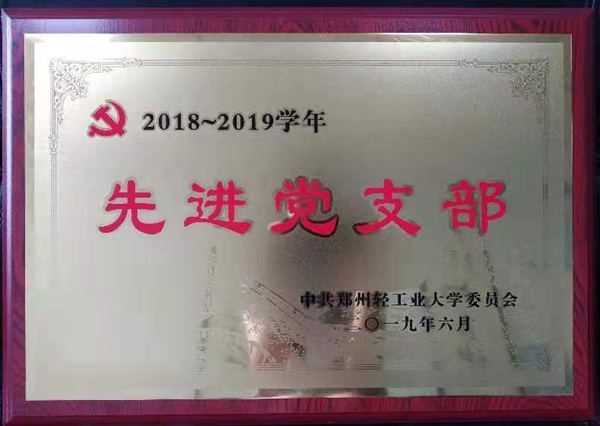 2018~2019学年
先进党支部
中共郑州轻工业大学委员会
二〇一九年六月